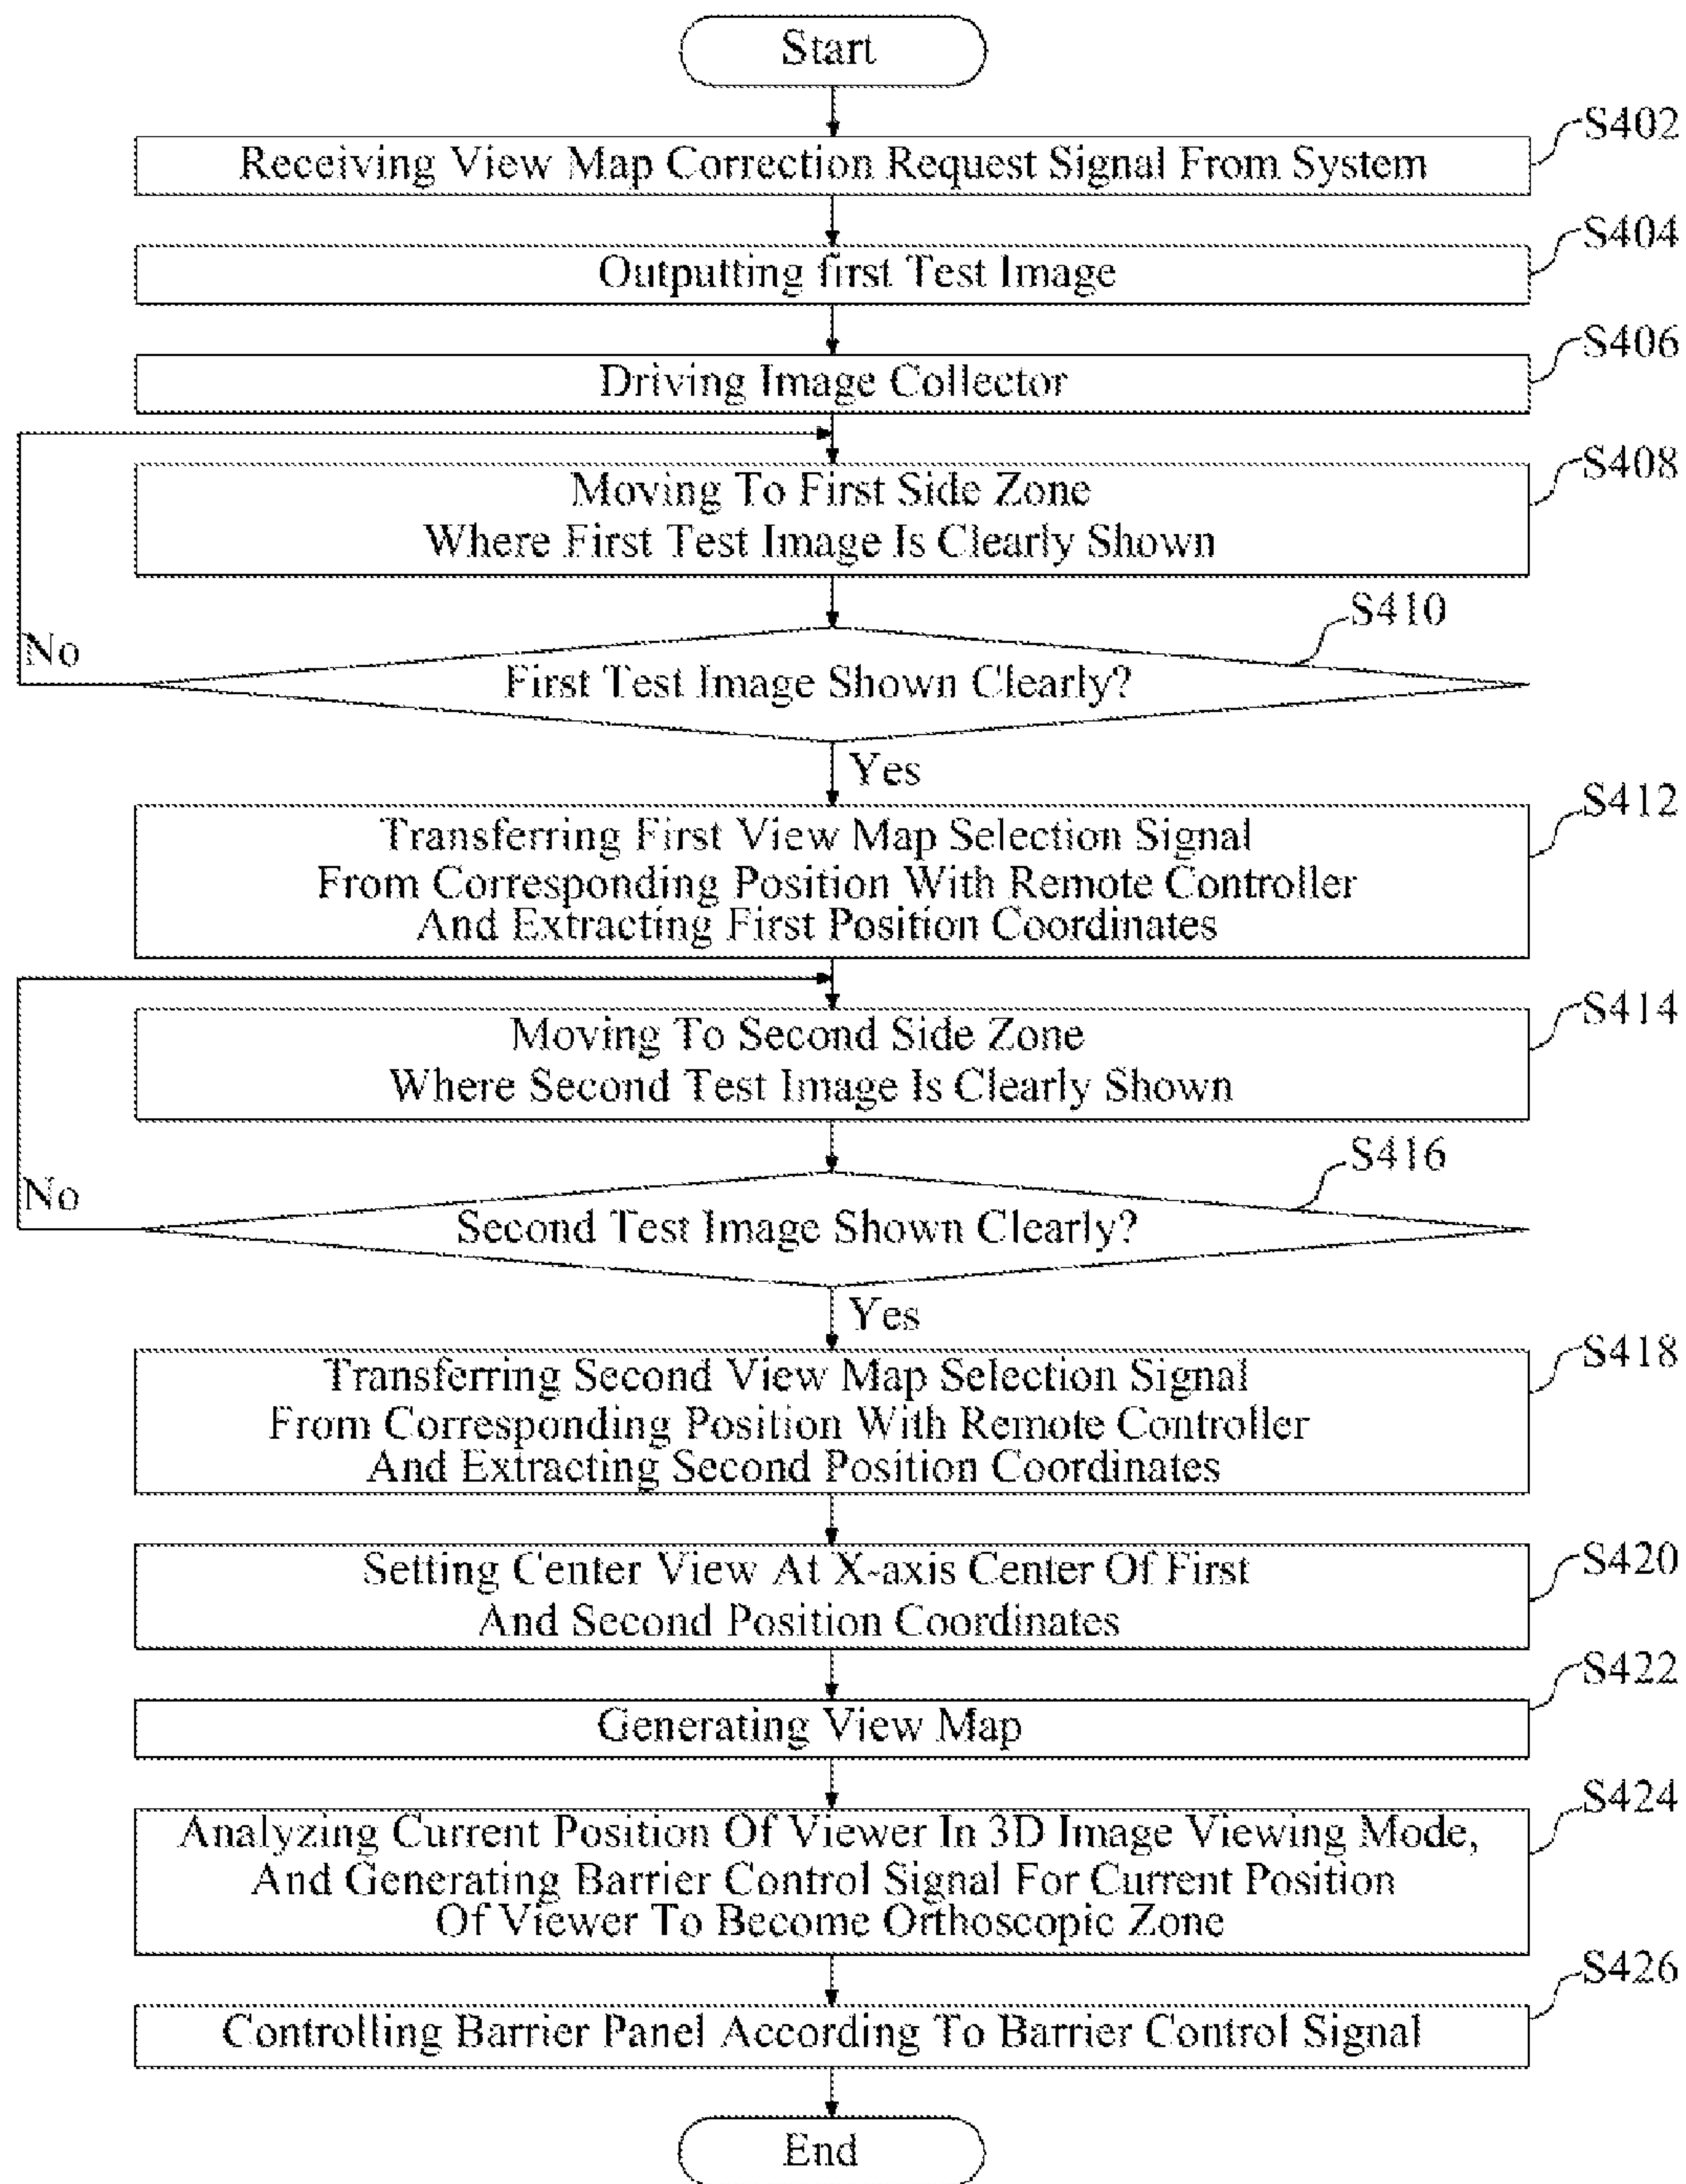 Start
S402
Receiving View Map Correction Request Signal From System
S404
Outputting first Test Image
S406
Driving Image Collector
S408
Moving To First Side Zone
Where First Test Image Is Clearly Shown
S410
No
First Test Image Shown Clearly?
Yes
S412
Transferring First View Map Selection Signal
From Corresponding Position With Remote Controller
And Extracting First Position Coordinates
S414
Moving To Second Side Zone
Where Second Test Image Is Clearly Shown
S416
No
Second Test Image Shown Clearly?
Yes
S418
Transferring Second View Map Selection Signal
From Corresponding Position With Remote Controller
And Extracting Second Position Coordinates
S420
Setting Center View At X-axis Center Of First
And Second Position Coordinates
S422
Generating View Map
S424
Analyzing Current Position Of Viewer In 3D Image Viewing Mode,
And Generating Barrier Control Signal For Current Position
Of Viewer To Become Orthoscopic Zone
S426
Controlling Barrier Panel According To Barrier Control Signal
End